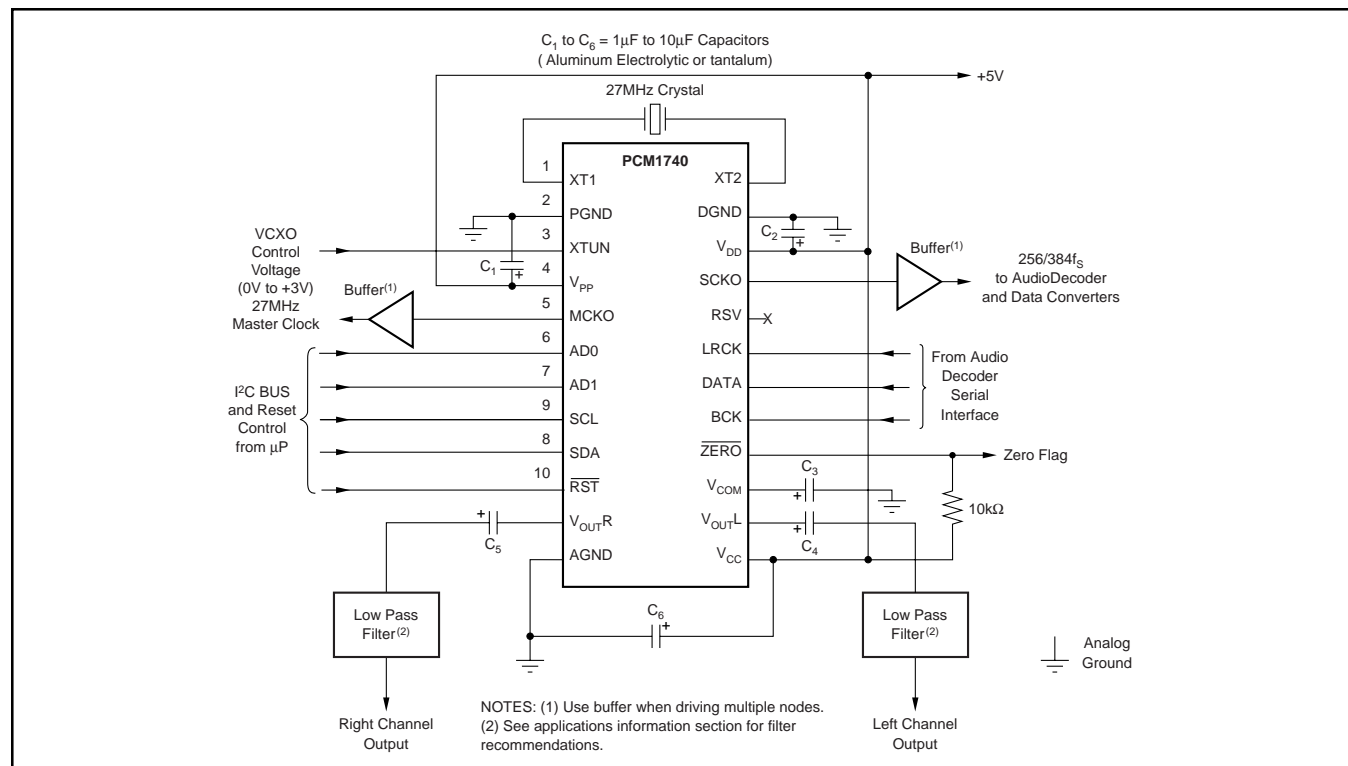 C1 to C6 = 1μF to 10μF Capacitors
( Aluminum Electrolytic or tantalum)
+5V
27MHz Crystal
PCM1740
1
XT1
XT2
2
PGND
DGND
3
XTUN
VDD
4
VPP
SCKO
5
MCKO
RSV
X
6
AD0
LRCK
7
AD1
DATA
9
SCL
BCK
8
SDA
ZERO
10
RST
VCOM
VOUTR
VOUTL
AGND
VCC
VCXO
Control
Voltage
(0V to +3V)
27MHz
Master Clock
Buffer(1)
C1
+
I2C BUS
and Reset
Control
from μP
C2
+
Buffer(1)
256/384fS
to AudioDecoder
and Data Converters
From Audio
Decoder
Serial
Interface
Zero Flag
10kΩ
C3
+
+
C4
+
C5
C6
+
Low Pass
Filter(2)
Right Channel
Output
Low Pass
Filter(2)
Left Channel
Output
Analog
Ground
NOTES: (1) Use buffer when driving multiple nodes.
(2) See applications information section for filter
recommendations.